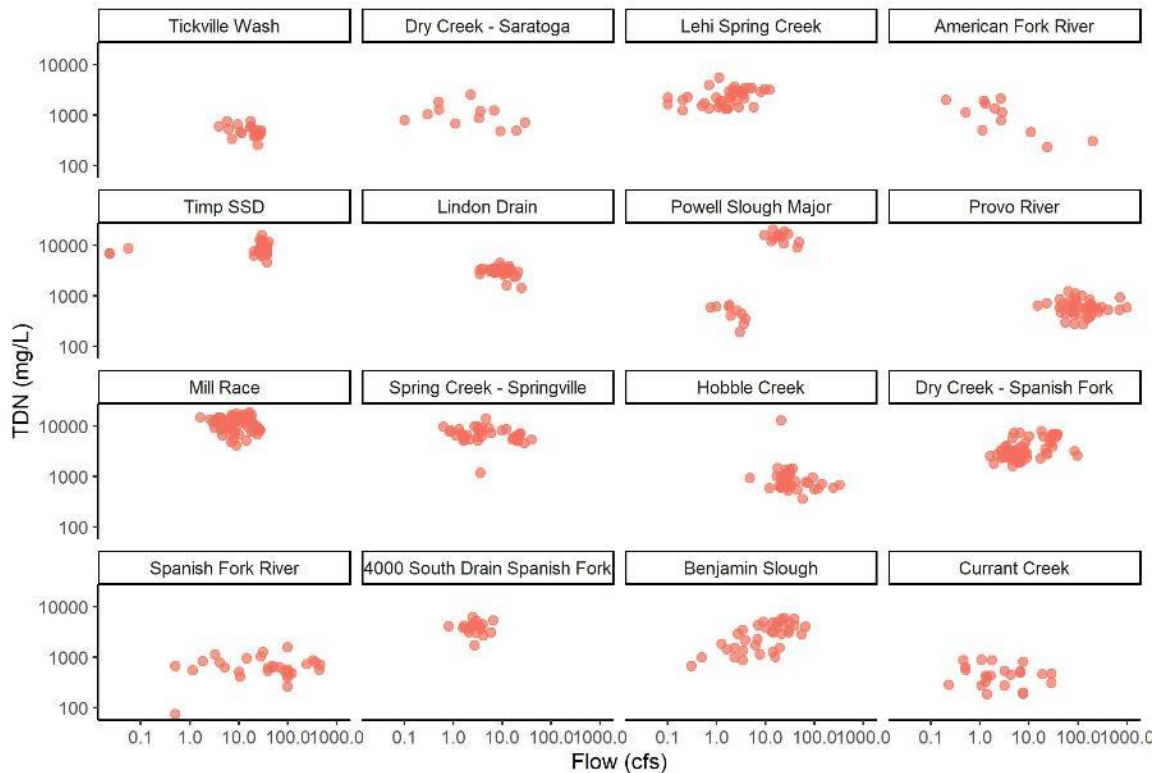 Tickville Wash
Dry Creek - Saratoga
Lehi Spring Creek
American Fork River
10000
1000
100
Timp SSD
Lindon Drain
Powell Slough Major
Provo River
10000
1000
100
Mill Race
Spring Creek - Springville
Hobble Creek
Dry Creek - Spanish Fork
10000
1000
100
Spanish Fork River
4000 South Drain Spanish Fork
Benjamin Slough
Currant Creek
10000
1000
100
0.1 1.0 10.0 100.01000.0 0.1 1.0 10.0 100.01000.0 0.1 1.0 10.0 100.01000.0 0.1 1.0 10.0 100.01000.0
TDN (mg/L)
Flow (cfs)